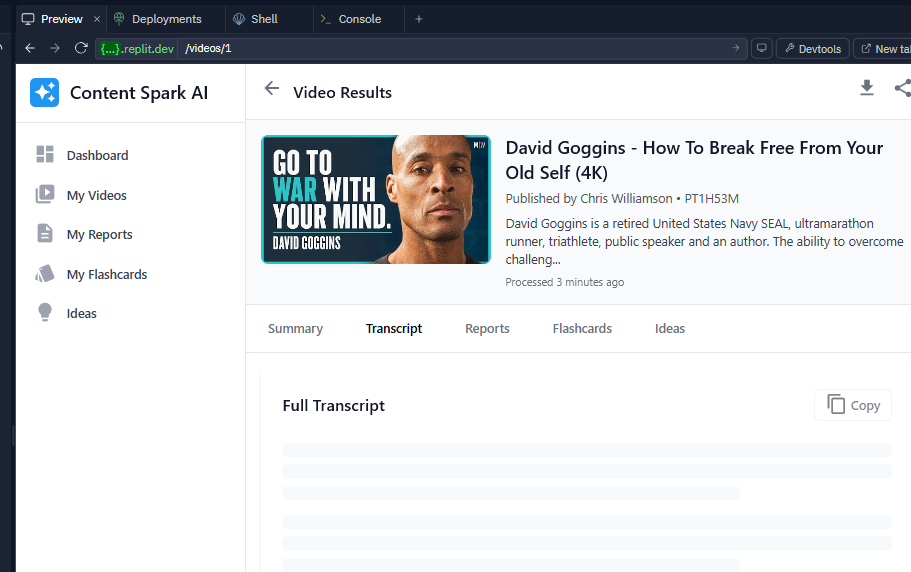 Preview × Deployments Shell Console +
{...}.replit.dev /videos/1 Devtools New tal
Content Spark AI
Dashboard
My Videos
My Reports
My Flashcards
Ideas
Video Results
GO TO
WAR WITH
YOUR MIND.
DAVID GOGGINS
David Goggins - How To Break Free From Your
Old Self (4K)
Published by Chris Williamson • PT1H53M
David Goggins is a retired United States Navy SEAL, ultramarathon
runner, triathlete, public speaker and an author. The ability to overcome
challeng...
Processed 3 minutes ago
Summary Transcript Reports Flashcards Ideas
Full Transcript
Copy